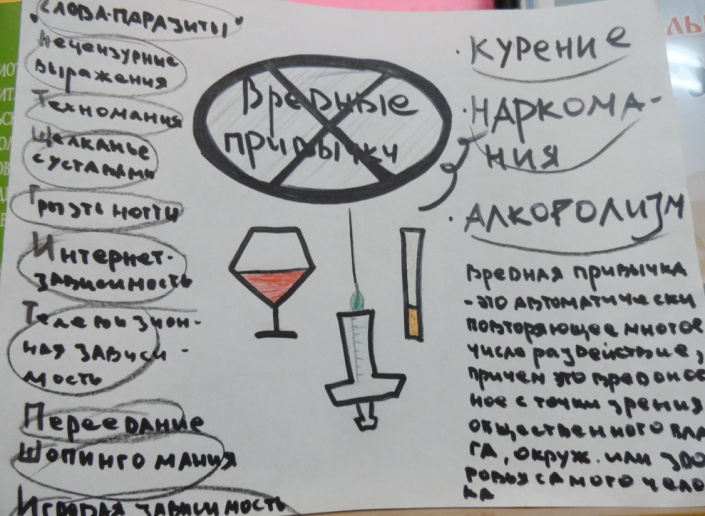 "СЛОВА-ПАРАЗИТЫ"
Нецензурные
выражения
Техномания
Щелканье
суставами
Грызть ногти
Интернет-
зависимость
Телевизион-
ная зависи-
мость
Переедание
Шопингомания
Игровая зависимость
Вредные
привычки
· КУРЕНИЕ
· НАРКОМА-
НИЯ
· АЛКОГОЛИЗМ
Вредная привычка
- это автоматически
повторяющее многое
число раз действие,
причем это вредонос
ное с точки зрения
общественного бла
га, окруж. или здо
ровья самого чело
ка